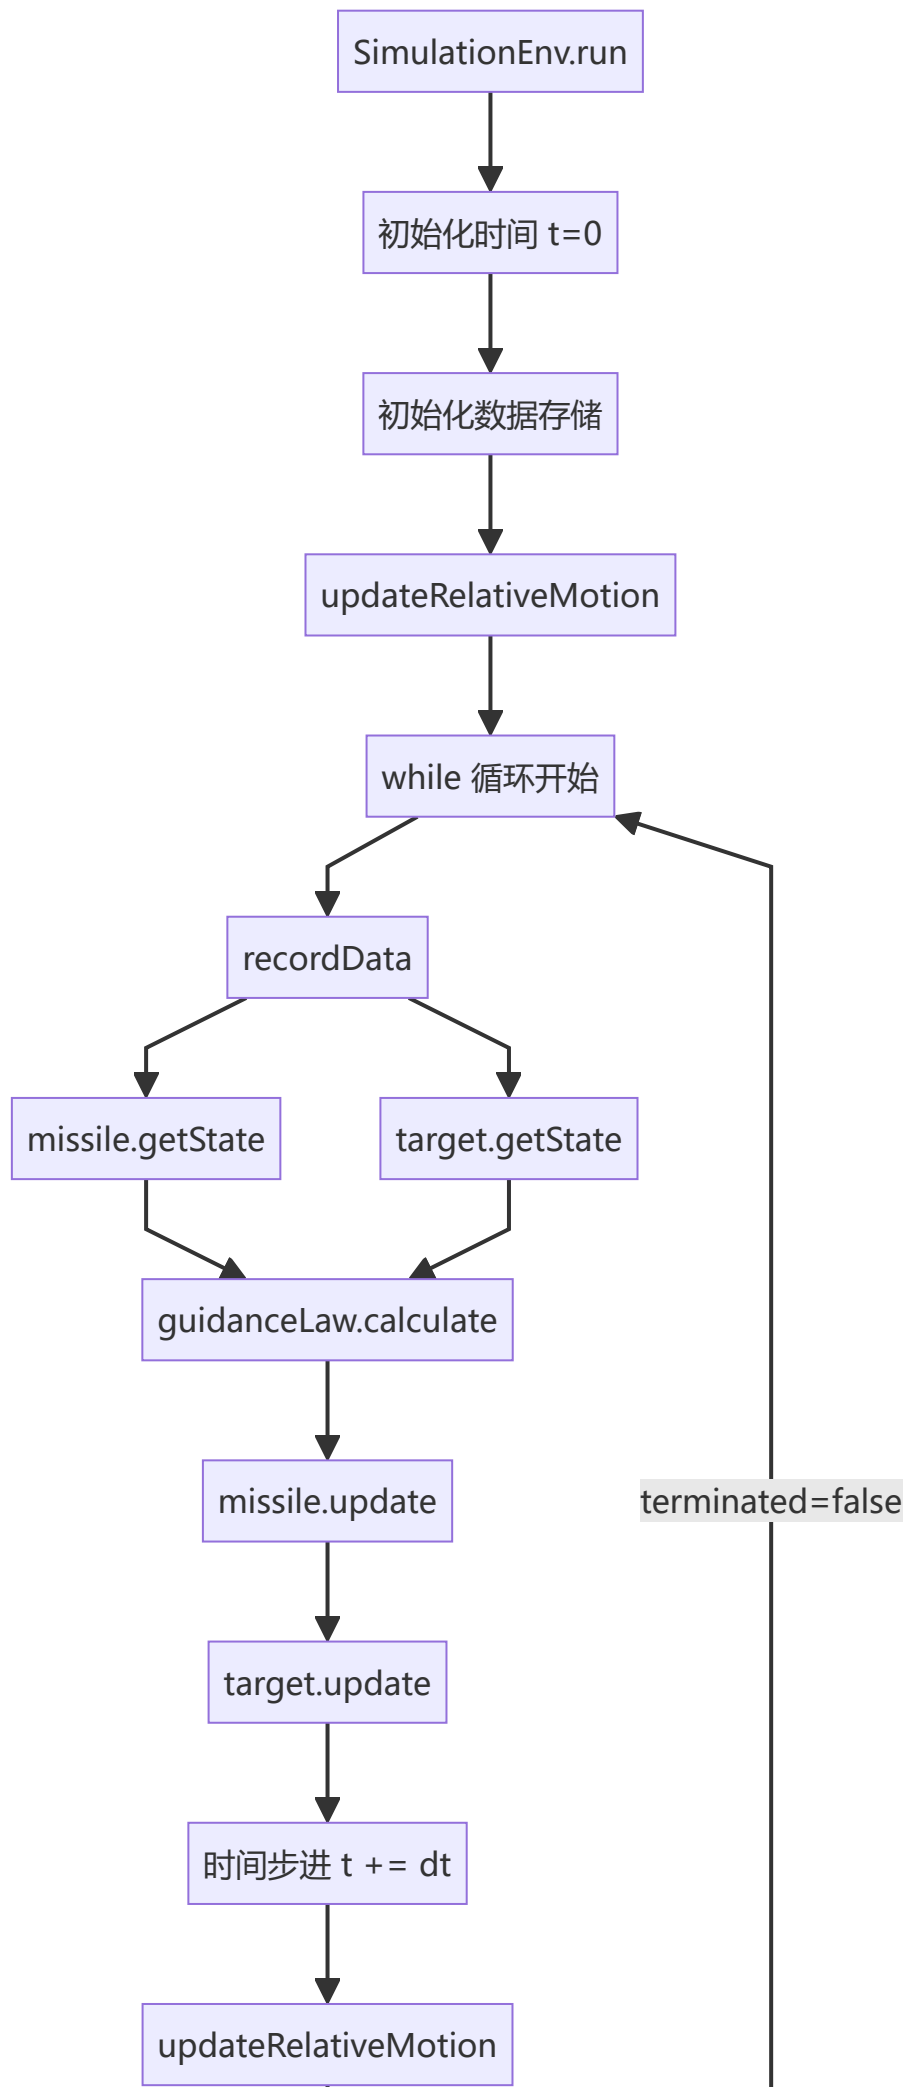 SimulationEnv.run
初始化时间 t=0
初始化数据存储
updateRelativeMotion
while 循环开始
recordData
missile.getState
target.getState
guidanceLaw.calculate
missile.update
terminated=false
target.update
时间步进 t += dt
updateRelativeMotion